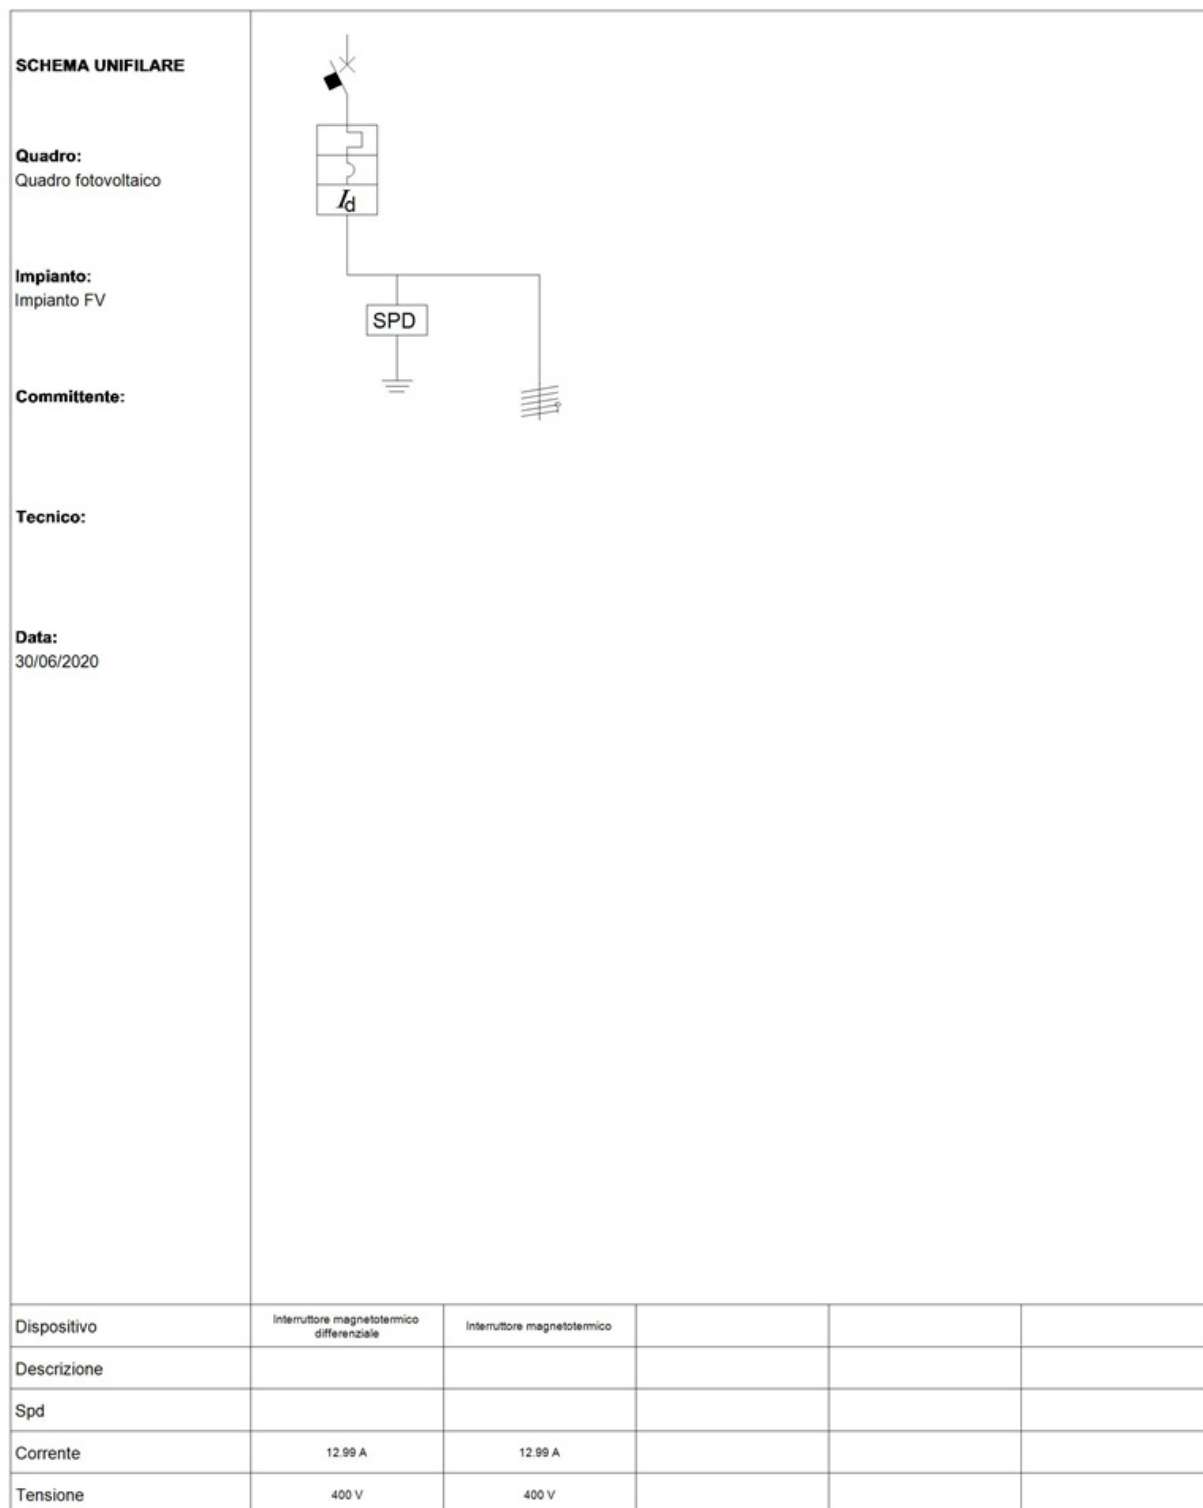 SCHEMA UNIFILARE
Quadro:
Quadro fotovoltaico
Id
Impianto:
Impianto FV
SPD
Committente:
Tecnico:
Data:
30/06/2020
Dispositivo
Interruttore magnetotermico
differenziale
Interruttore magnetotermico
Descrizione
Spd
Corrente
12.99 A
12.99 A
Tensione
400 V
400 V